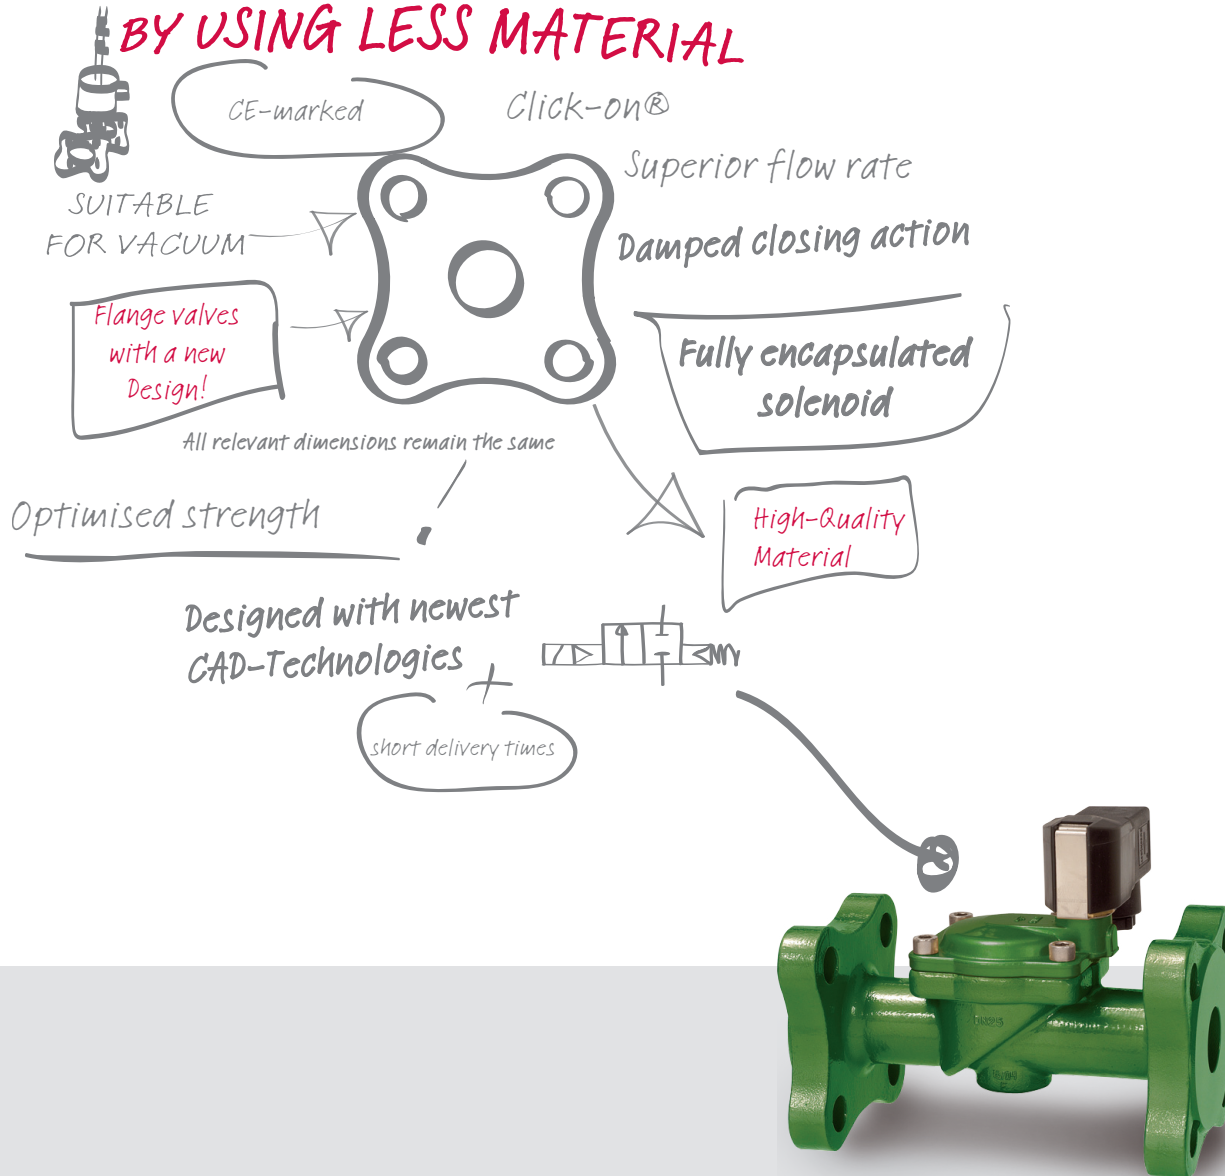 BY USING LESS MATERIAL
CE-marked
Click-on®
Superior flow rate
SUITABLE
FOR VACUUM
Damped closing action
Flange valves
with a new
Design!
Fully encapsulated
solenoid
All relevant dimensions remain the same
Optimised strength
High-Quality
Material
Designed with newest
CAD-Technologies
+
short delivery times